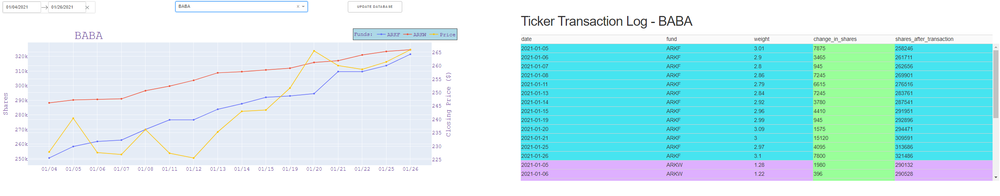 01/04/2021 → 01/26/2021 ×
BABA × 
UPDATE DATABASE
BABA
Funds: ARKF ARKW Price
Shares
320k
310k
300k
290k
280k
270k
260k
250k
265
260
255
250
245
240
235
230
225
Closing Price ($)
01/04 01/05 01/06 01/07 01/08 01/11 01/12 01/13 01/14 01/15 01/19 01/20 01/21 01/22 01/25 01/26
Ticker Transaction Log - BABA
date fund weight change_in_shares shares_after_transaction
2021-01-05 ARKF 3.01 7875 258246
2021-01-06 ARKF 2.9 3465 261711
2021-01-07 ARKF 2.8 945 262656
2021-01-08 ARKF 2.86 7245 269901
2021-01-11 ARKF 2.79 6615 276516
2021-01-13 ARKF 2.84 7245 283761
2021-01-14 ARKF 2.92 3780 287541
2021-01-15 ARKF 2.96 4410 291951
2021-01-19 ARKF 2.99 945 292896
2021-01-20 ARKF 3.09 1575 294471
2021-01-21 ARKF 3 15120 309591
2021-01-25 ARKF 2.97 4095 313686
2021-01-26 ARKF 3.1 7800 321486
2021-01-05 ARKW 1.28 1980 290132
2021-01-06 ARKW 1.22 396 290528